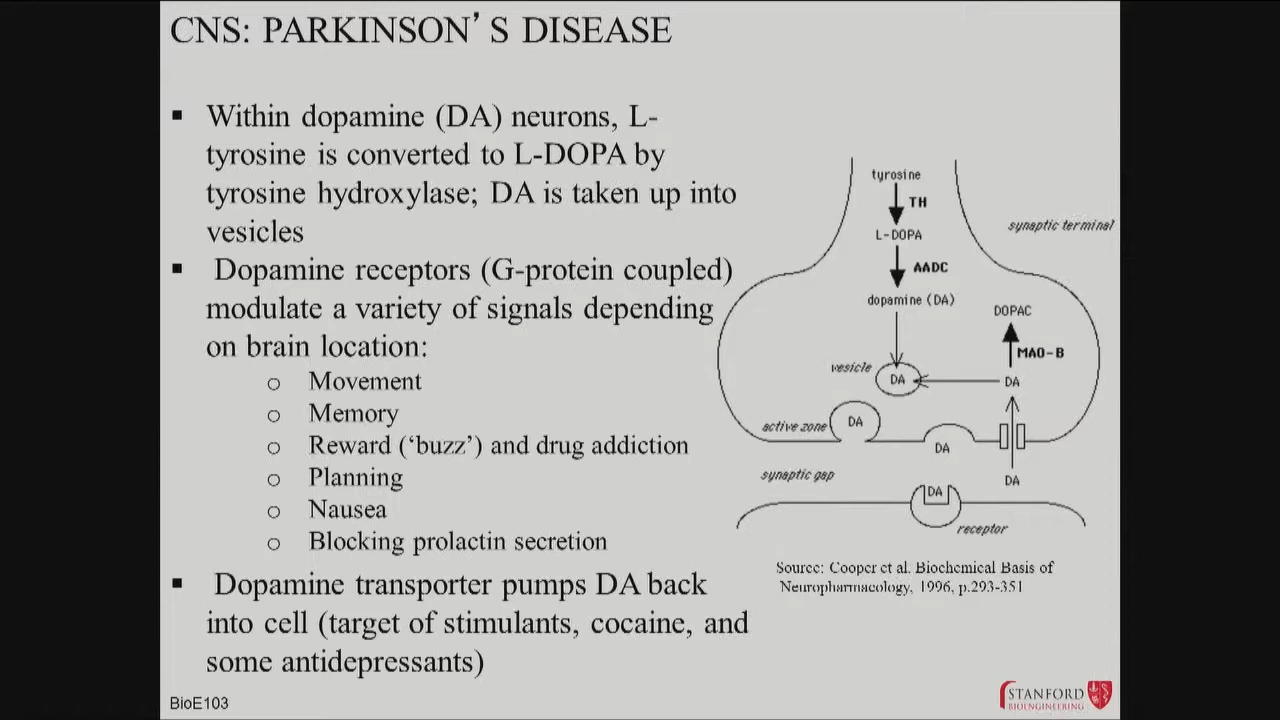 CNS: PARKINSON’S DISEASE
▪ Within dopamine (DA) neurons, L-
tyrosine is converted to L-DOPA by
tyrosine hydroxylase; DA is taken up into
vesicles
▪ Dopamine receptors (G-protein coupled)
modulate a variety of signals depending
on brain location:
o Movement
o Memory
o Reward (‘buzz’) and drug addiction
o Planning
o Nausea
o Blocking prolactin secretion
▪ Dopamine transporter pumps DA back
into cell (target of stimulants, cocaine, and
some antidepressants)
tyrosine
TH
synaptic terminal
L-DOPA
AADC
dopamine (DA)
DOPAC
MAO-B
vesicle
DA
DA
active zone
DA
DA
synaptic gap
DA
DA
receptor
Source: Cooper et al. Biochemical Basis of
Neuropharmacology, 1996, p.293-351
BioE103
STANFORD
BIOENGINEERING